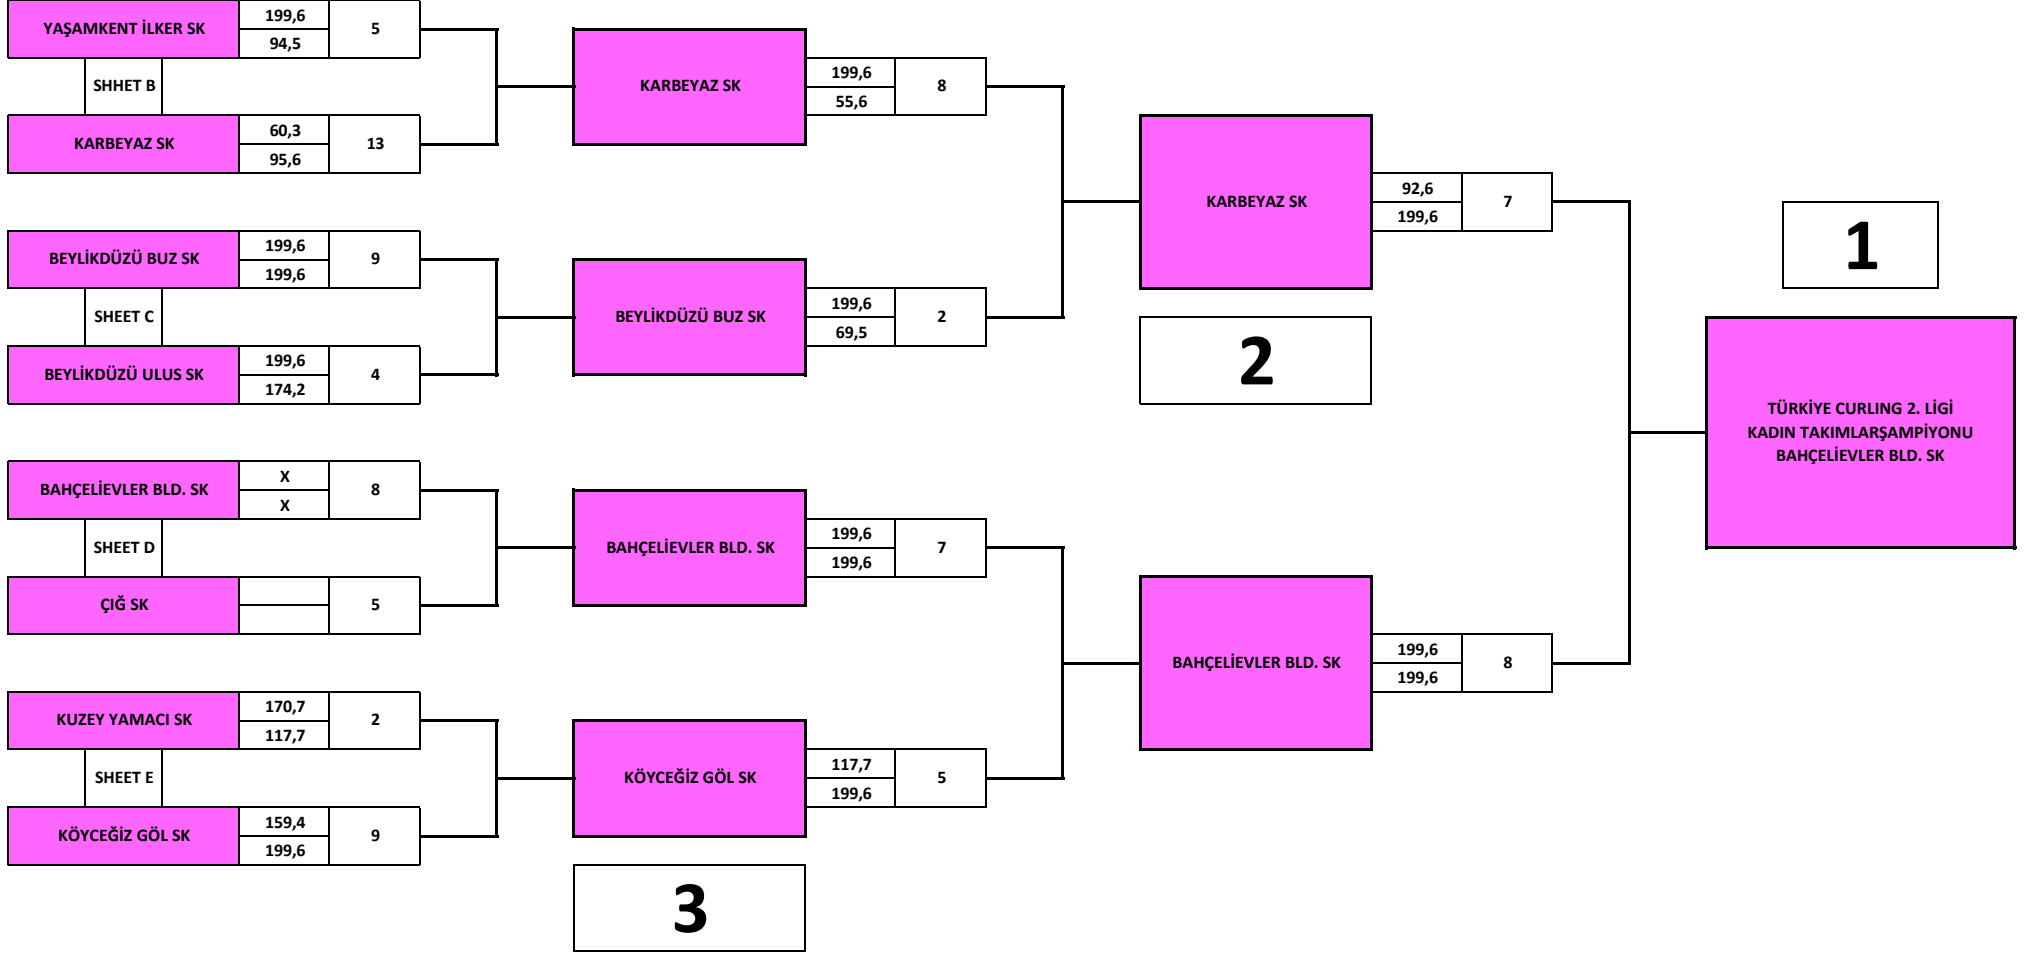 YAŞAMKENT İLKER SK
199,6
94,5
5
SHHET B
KARBEYAZ SK
60,3
95,6
13
BEYLİKDÜZÜ BUZ SK
199,6
199,6
9
SHEET C
BEYLİKDÜZÜ ULUS SK
199,6
174,2
4
BAHÇELİEVLER BLD. SK
X
X
8
SHEET D
ÇIĞ SK
5
KUZEY YAMACI SK
170,7
117,7
2
SHEET E
KÖYCEĞİZ GÖL SK
159,4
199,6
9
KARBEYAZ SK
199,6
55,6
8
BEYLİKDÜZÜ BUZ SK
199,6
69,5
2
BAHÇELİEVLER BLD. SK
199,6
199,6
7
KÖYCEĞİZ GÖL SK
117,7
199,6
5
3
KARBEYAZ SK
92,6
199,6
7
2
BAHÇELİEVLER BLD. SK
199,6
199,6
8
1
TÜRKİYE CURLING 2. LİGİ
KADIN TAKIMLARŞAMPİYONU
BAHÇELİEVLER BLD. SK